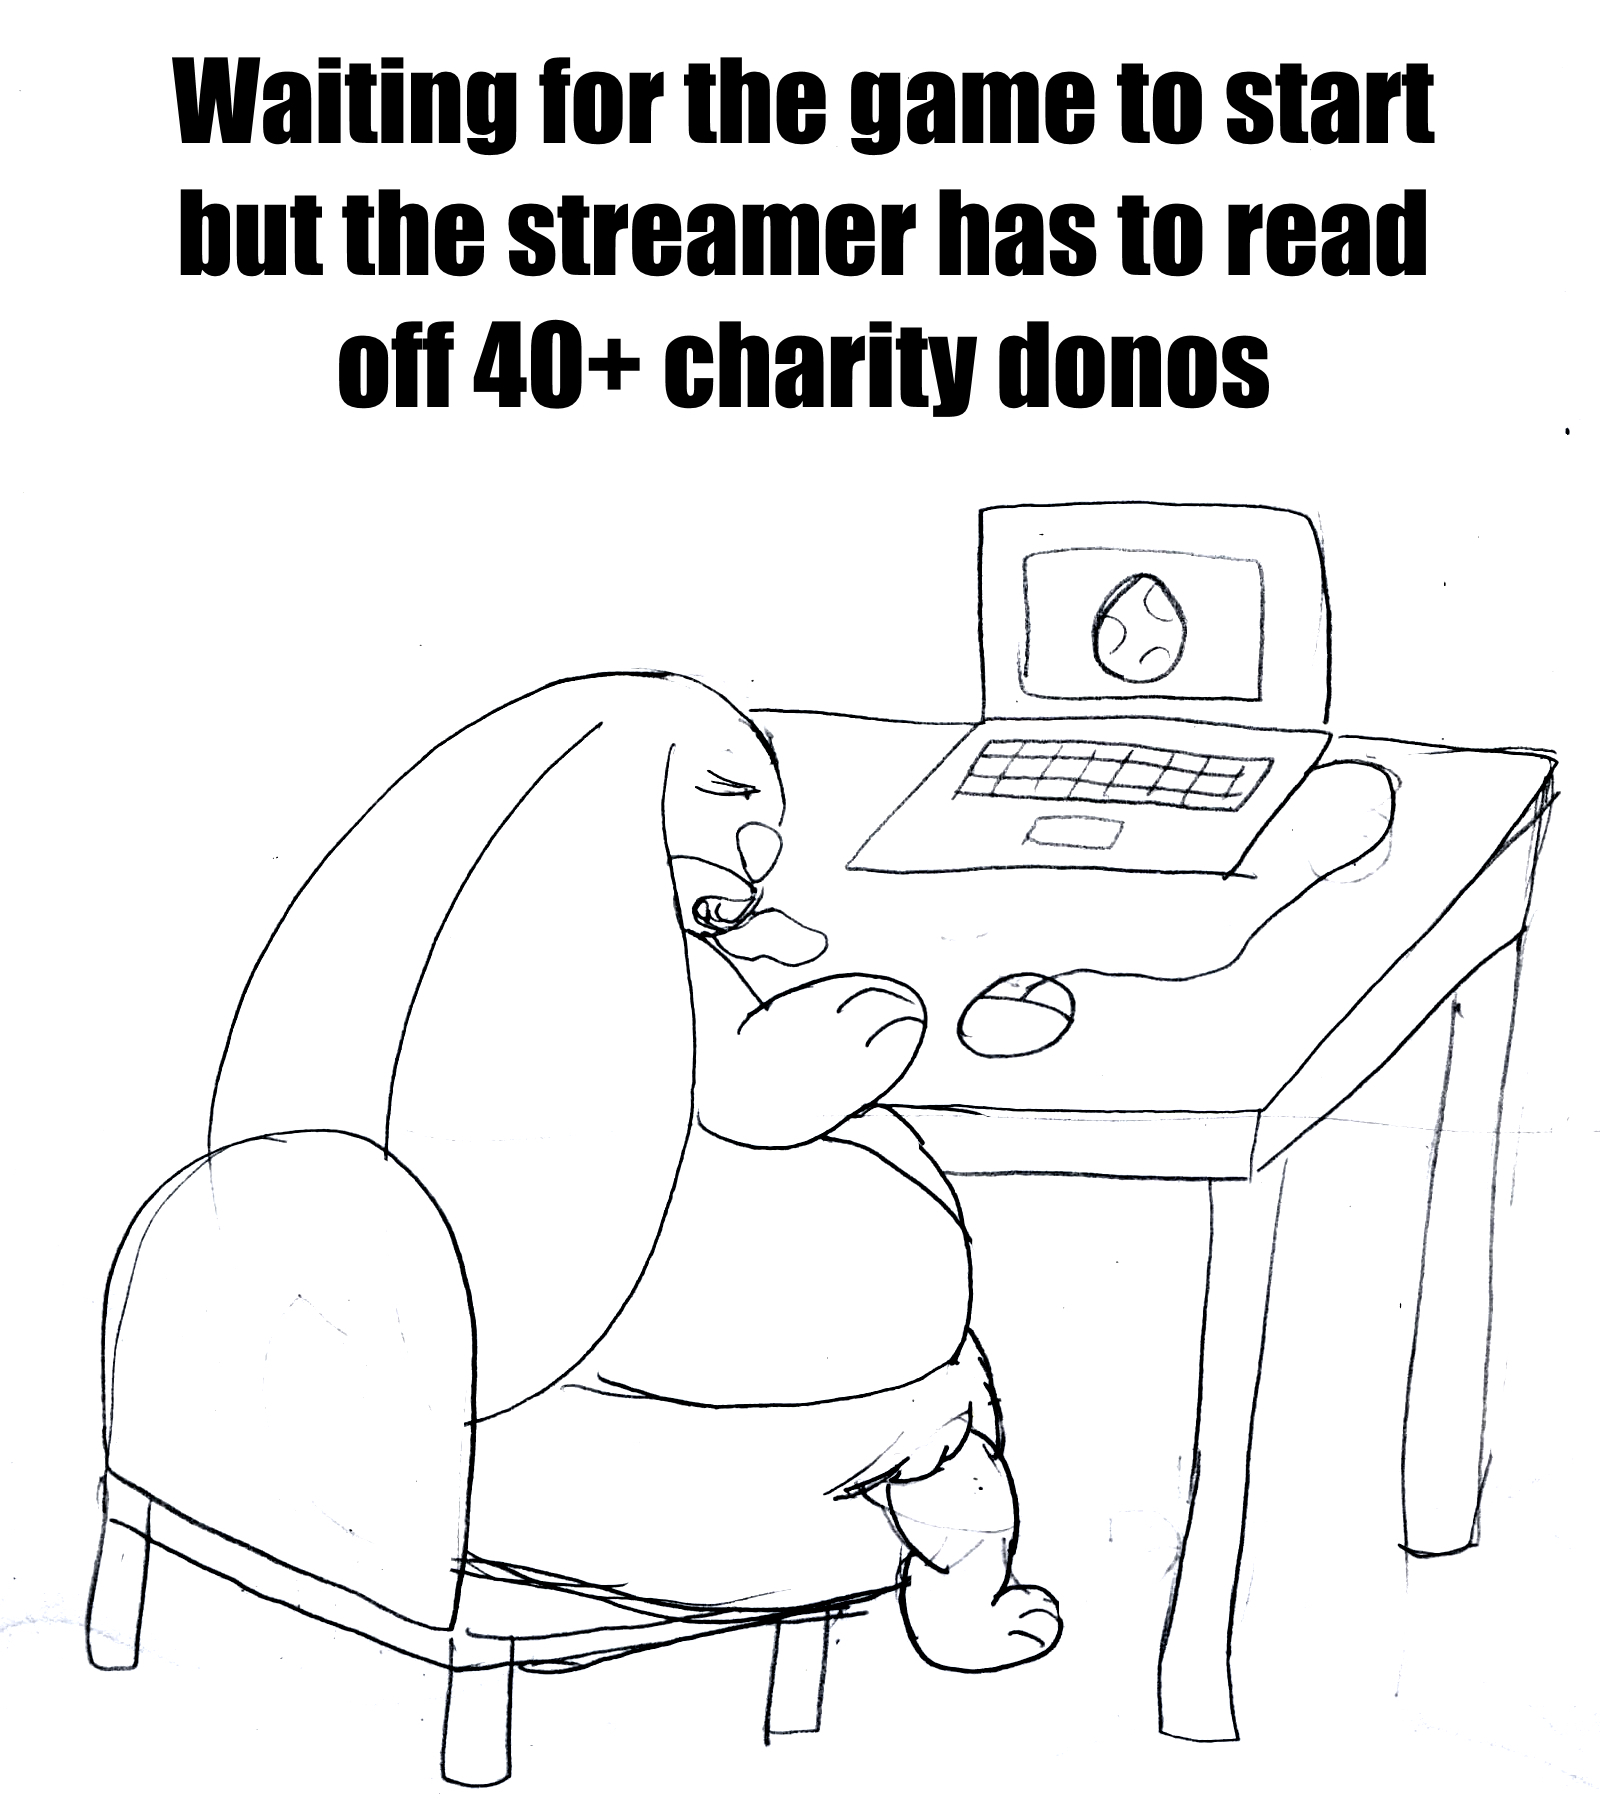 Waiting for the game to start
but the streamer has to read
off 40+ charity donos